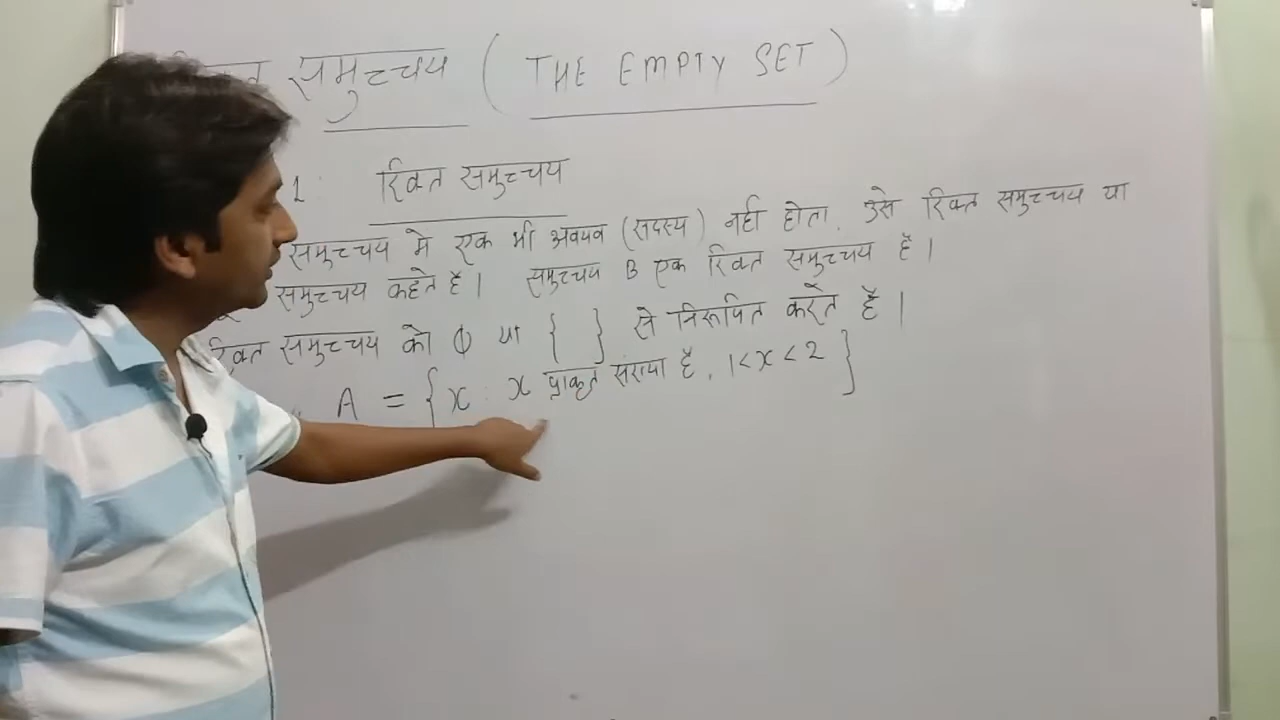 समुच्चय ( THE EMPTY SET )
1. रिक्त समुच्चय
समुच्चय मे एक भी अवयव (सदस्य) नहीं होता, उसे रिक्त समुच्चय या
समुच्चय कहते है। समुच्चय B एक रिक्त समुच्चय है।
समुच्चय को ϕ या { } से निरूपित करते है।
A = { x : x प्राकृत संख्या है, 1 < x < 2 }